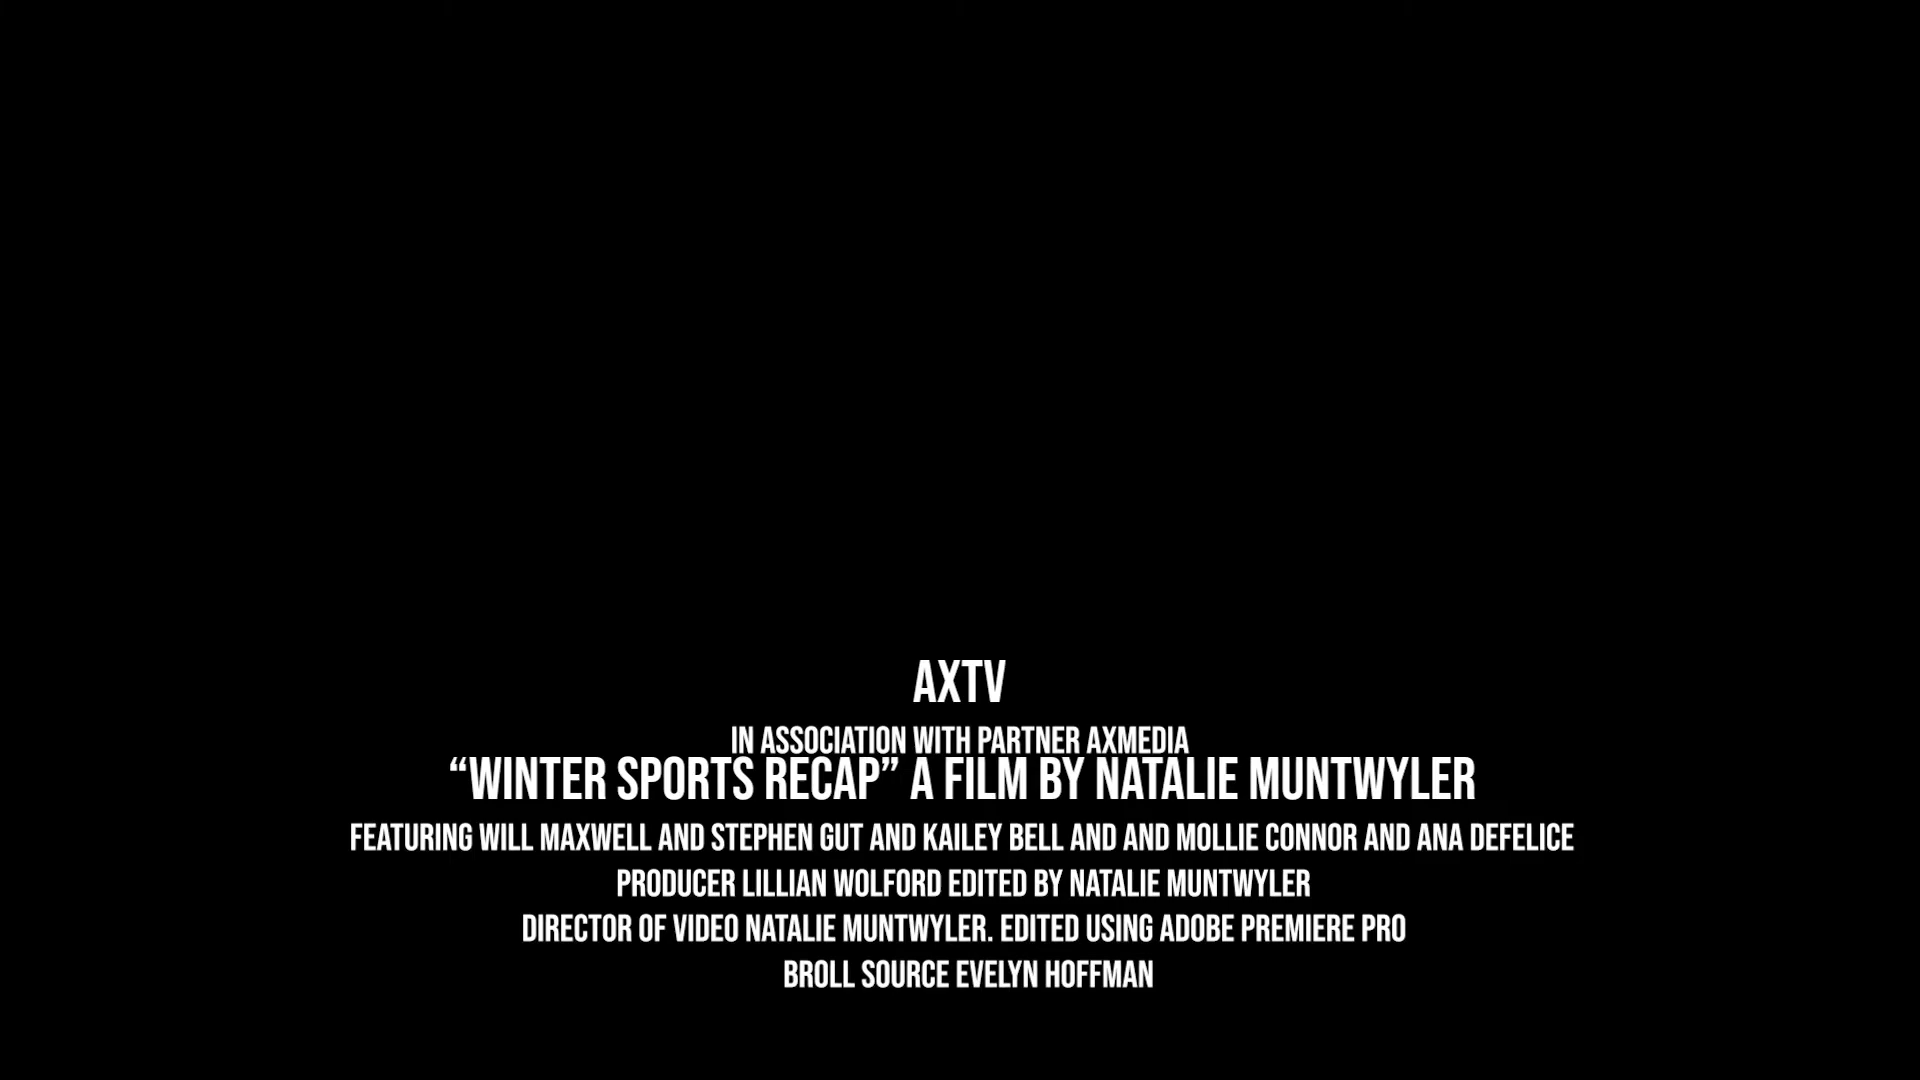 AXTV
IN ASSOCIATION WITH PARTNER AXMEDIA
“WINTER SPORTS RECAP” A FILM BY NATALIE MUNTWYLER
FEATURING WILL MAXWELL AND STEPHEN GUT AND KAILEY BELL AND AND MOLLIE CONNOR AND ANA DEFELICE
PRODUCER LILLIAN WOLFORD EDITED BY NATALIE MUNTWYLER
DIRECTOR OF VIDEO NATALIE MUNTWYLER. EDITED USING ADOBE PREMIERE PRO
BROLL SOURCE EVELYN HOFFMAN